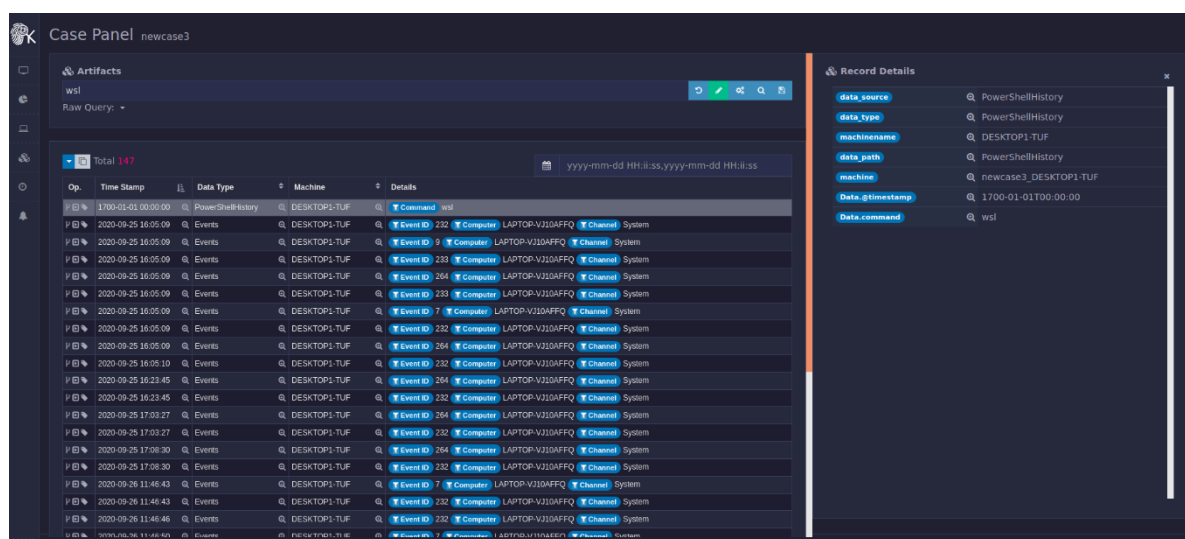 K Case Panel newcase3
Artifacts
wsl
Raw Query:
Total 147
yyyy-mm-dd HH:ii:ss,yyyy-mm-dd HH:ii:ss
Op. Time Stamp Data Type Machine Details
1700-01-01 00:00:00 PowerShellHistory DESKTOP1-TUF Command wsl
2020-09-25 16:05:09 Events DESKTOP1-TUF Event ID 232 Computer LAPTOP-VJ10AFFQ Channel System
2020-09-25 16:05:09 Events DESKTOP1-TUF Event ID 9 Computer LAPTOP-VJ10AFFQ Channel System
2020-09-25 16:05:09 Events DESKTOP1-TUF Event ID 233 Computer LAPTOP-VJ10AFFQ Channel System
2020-09-25 16:05:09 Events DESKTOP1-TUF Event ID 264 Computer LAPTOP-VJ10AFFQ Channel System
2020-09-25 16:05:09 Events DESKTOP1-TUF Event ID 233 Computer LAPTOP-VJ10AFFQ Channel System
2020-09-25 16:05:09 Events DESKTOP1-TUF Event ID 7 Computer LAPTOP-VJ10AFFQ Channel System
2020-09-25 16:05:09 Events DESKTOP1-TUF Event ID 232 Computer LAPTOP-VJ10AFFQ Channel System
2020-09-25 16:05:09 Events DESKTOP1-TUF Event ID 264 Computer LAPTOP-VJ10AFFQ Channel System
2020-09-25 16:05:10 Events DESKTOP1-TUF Event ID 232 Computer LAPTOP-VJ10AFFQ Channel System
2020-09-25 16:23:45 Events DESKTOP1-TUF Event ID 264 Computer LAPTOP-VJ10AFFQ Channel System
2020-09-25 16:23:45 Events DESKTOP1-TUF Event ID 232 Computer LAPTOP-VJ10AFFQ Channel System
2020-09-25 17:03:27 Events DESKTOP1-TUF Event ID 264 Computer LAPTOP-VJ10AFFQ Channel System
2020-09-25 17:03:27 Events DESKTOP1-TUF Event ID 232 Computer LAPTOP-VJ10AFFQ Channel System
2020-09-25 17:08:30 Events DESKTOP1-TUF Event ID 264 Computer LAPTOP-VJ10AFFQ Channel System
2020-09-25 17:08:30 Events DESKTOP1-TUF Event ID 232 Computer LAPTOP-VJ10AFFQ Channel System
2020-09-26 11:46:43 Events DESKTOP1-TUF Event ID 7 Computer LAPTOP-VJ10AFFQ Channel System
2020-09-26 11:46:43 Events DESKTOP1-TUF Event ID 232 Computer LAPTOP-VJ10AFFQ Channel System
2020-09-26 11:46:46 Events DESKTOP1-TUF Event ID 232 Computer LAPTOP-VJ10AFFQ Channel System
2020-09-26 11:46:50 Events DESKTOP1-TUF Event ID 7 Computer LAPTOP-VJ10AFFQ Channel System
Record Details
data_source PowerShellHistory
data_type PowerShellHistory
machinename DESKTOP1-TUF
data_path PowerShellHistory
machine newcase3_DESKTOP1-TUF
Data.@timestamp 1700-01-01T00:00:00
Data.command wsl